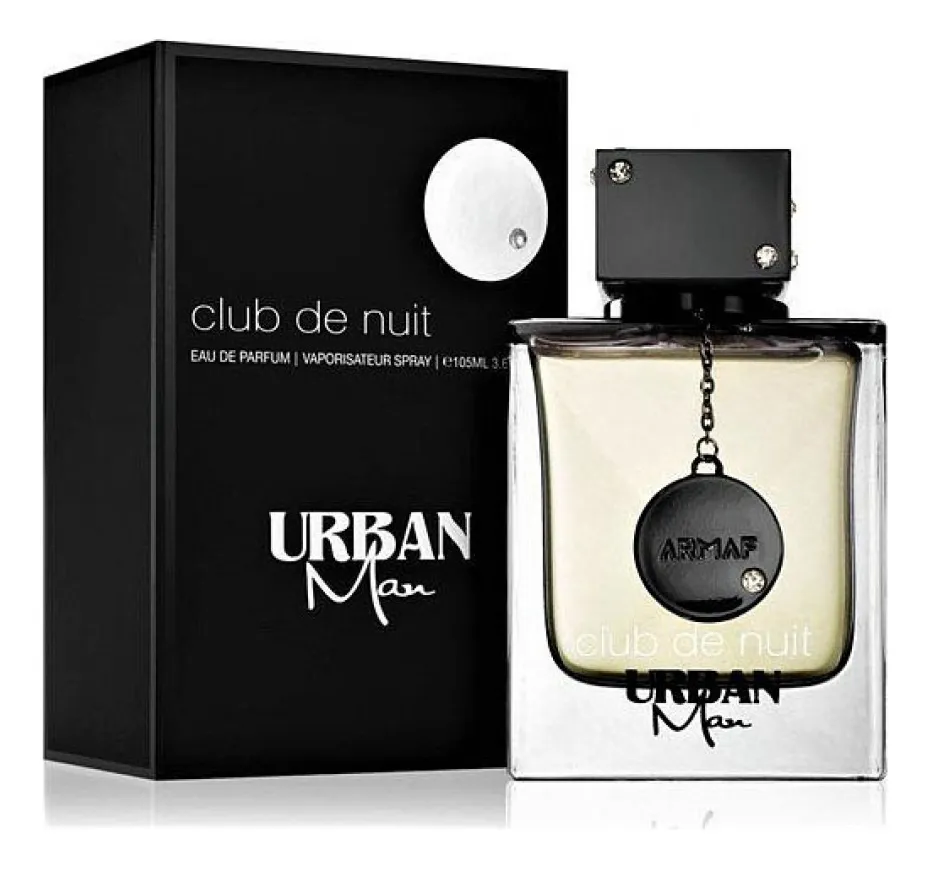 club de nuit
EAU DE PARFUM | VAPORISATEUR SPRAY | ℮105ML 3.6
URBAN
Man
ARMAF
club de nuit
URBAN
Man